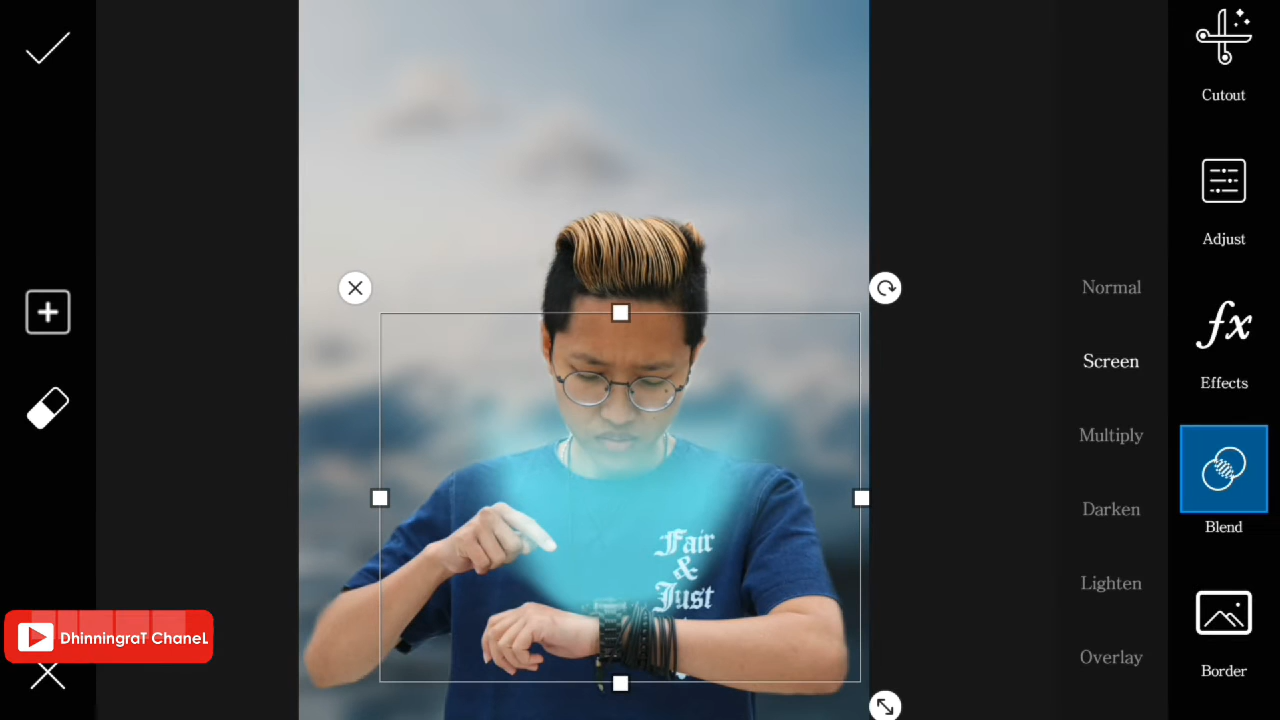 Cutout
Adjust
Normal
Screen
Effects
Multiply
Darken
Blend
Lighten
Overlay
Border
Fair
&
Just
DhinningraT ChaneL